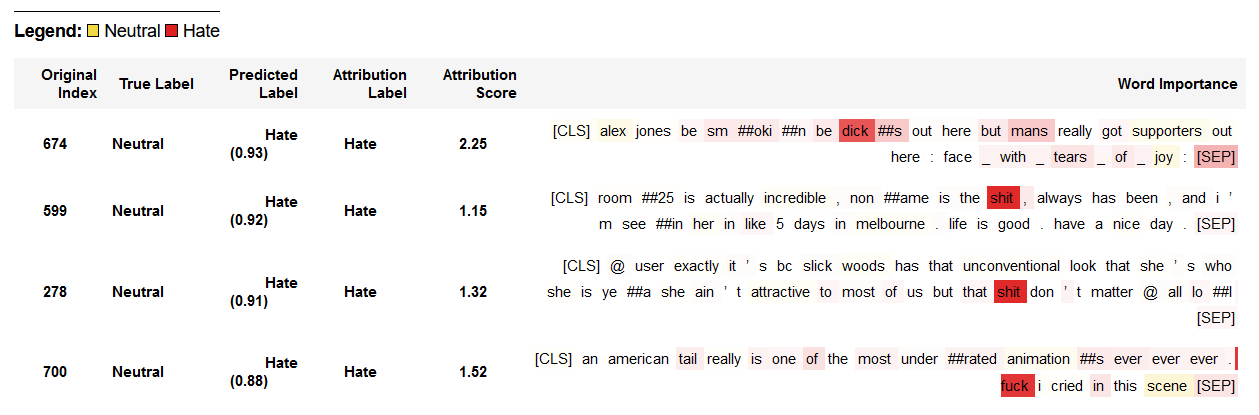 Legend: Neutral Hate
Original Index True Label Predicted Label Attribution Label Attribution Score Word Importance
674 Neutral Hate (0.93) Hate 2.25 [CLS] alex jones be sm ##oki ##n be dick ##s out here but mans really got supporters out
here : face _ with _ tears _ of _ joy : [SEP]
599 Neutral Hate (0.92) Hate 1.15 [CLS] room ##25 is actually incredible , non ##ame is the shit ; always has been , and i ’
m see ##in her in like 5 days in melbourne . life is good . have a nice day . [SEP]
278 Neutral Hate (0.91) Hate 1.32 [CLS] @ user exactly it ’ s bc slick woods has that unconventional look that she ’ s who
she is ye ##a she ain ’ t attractive to most of us but that shit don ’ t matter @ all lo ##l
[SEP]
700 Neutral Hate (0.88) Hate 1.52 [CLS] an american tail really is one of the most under ##rated animation ##s ever ever ever .
fuck i cried in this scene [SEP]